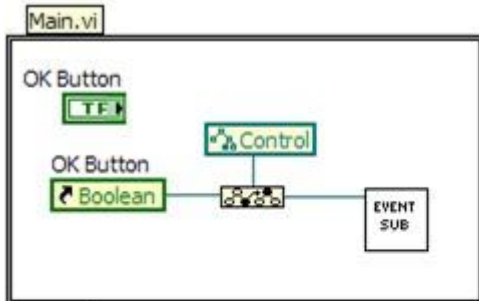 Main.vi
OK Button
TF
OK Button
Boolean
Control
EVENT
SUB